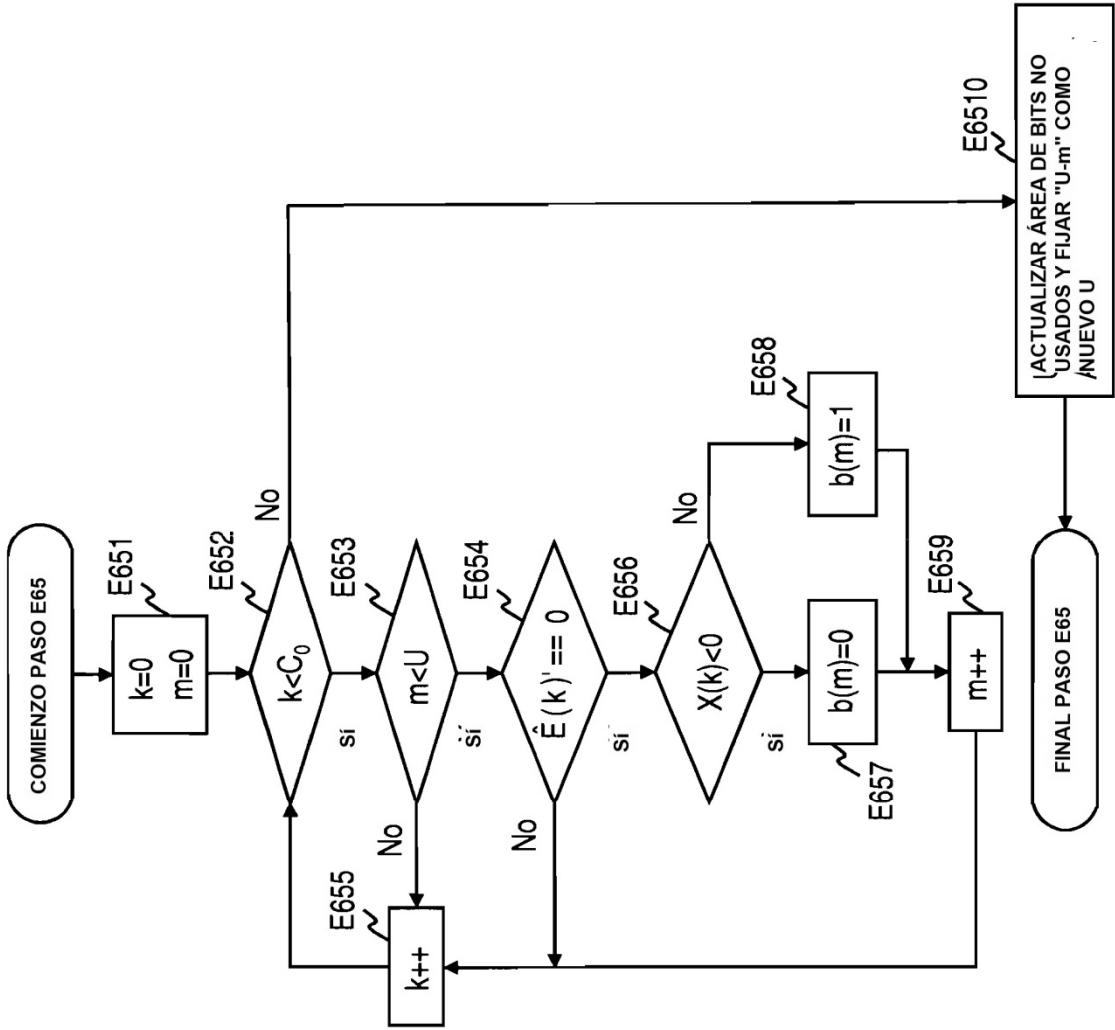 COMIENZO PASO E65
E651
k=0
m=0
E652
k<C₀
No
sí
E653
m<U
No
sí
E655
k++
E654
Ê(k)' == 0
No
sí
E656
X(k)<0
No
sí
E658
b(m)=1
b(m)=0
E657
E659
m++
E6510
ACTUALIZAR ÁREA DE BITS NO
USADOS Y FIJAR "U-m" COMO
NUEVO U
FINAL PASO E65